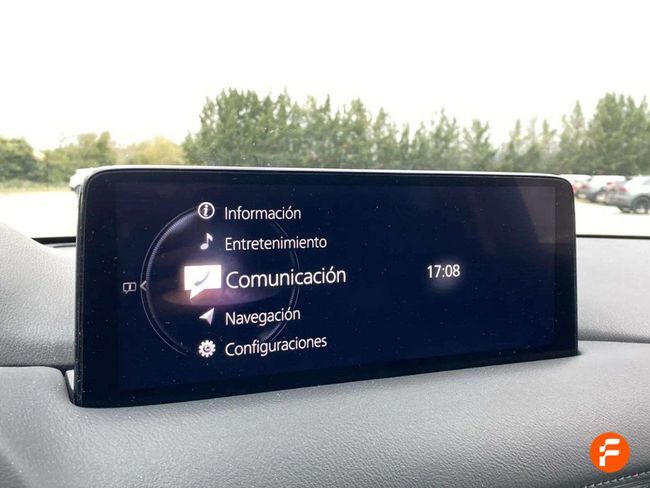 Información
Entretenimiento
Comunicación
17:08
Navegación
Configuraciones